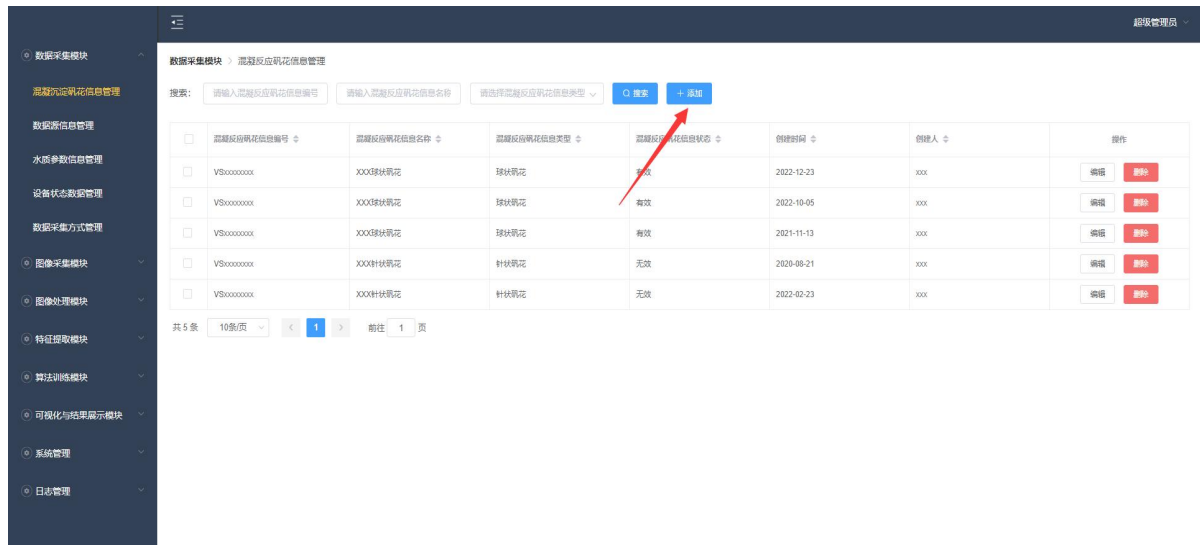 超级管理员
数据采集模块
混凝沉淀矾花信息管理
数据源信息管理
水质参数信息管理
设备状态数据管理
数据采集方式管理
图像采集模块
图像处理模块
特征提取模块
算法训练模块
可视化与结果展示模块
系统管理
日志管理
数据采集模块 > 混凝反应矾花信息管理
搜索: 请输入混凝反应矾花信息编号 请输入混凝反应矾花信息名称 请选择混凝反应矾花信息类型 搜索 + 添加
混凝反应矾花信息编号 混凝反应矾花信息名称 混凝反应矾花信息类型 混凝反应矾花信息状态 创建时间 创建人 操作
VSxxxxxxxx XXX球状矾花 球状矾花 有效 2022-12-23 xxx 编辑 删除
VSxxxxxxxx XXX球状矾花 球状矾花 有效 2022-10-05 xxx 编辑 删除
VSxxxxxxxx XXX球状矾花 球状矾花 有效 2021-11-13 xxx 编辑 删除
VSxxxxxxxx XXX针状矾花 针状矾花 无效 2020-08-21 xxx 编辑 删除
VSxxxxxxxx XXX针状矾花 针状矾花 无效 2022-02-23 xxx 编辑 删除
共 5 条 10条/页 < 1 > 前往 1 页